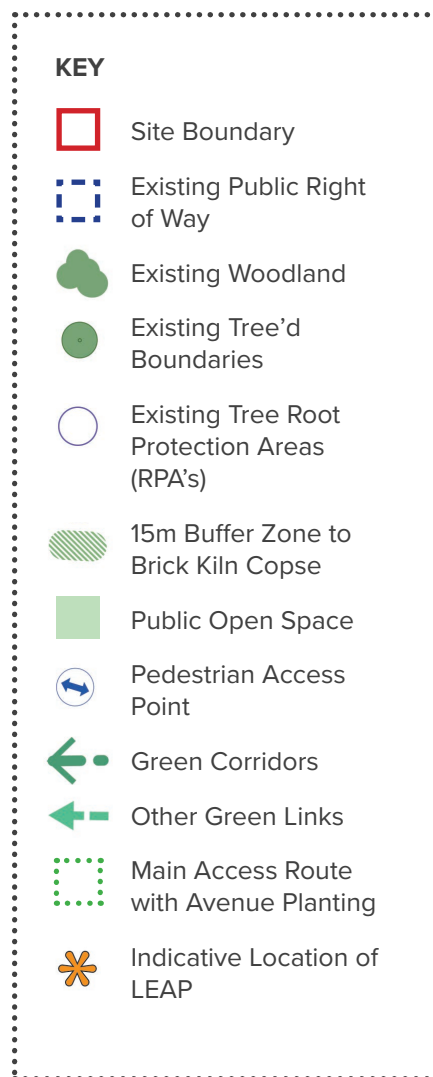 KEY
Site Boundary
Existing Public Right
of Way
Existing Woodland
Existing Tree’d
Boundaries
Existing Tree Root
Protection Areas
(RPA’s)
15m Buffer Zone to
Brick Kiln Copse
Public Open Space
Pedestrian Access
Point
Green Corridors
Other Green Links
Main Access Route
with Avenue Planting
Indicative Location of
LEAP